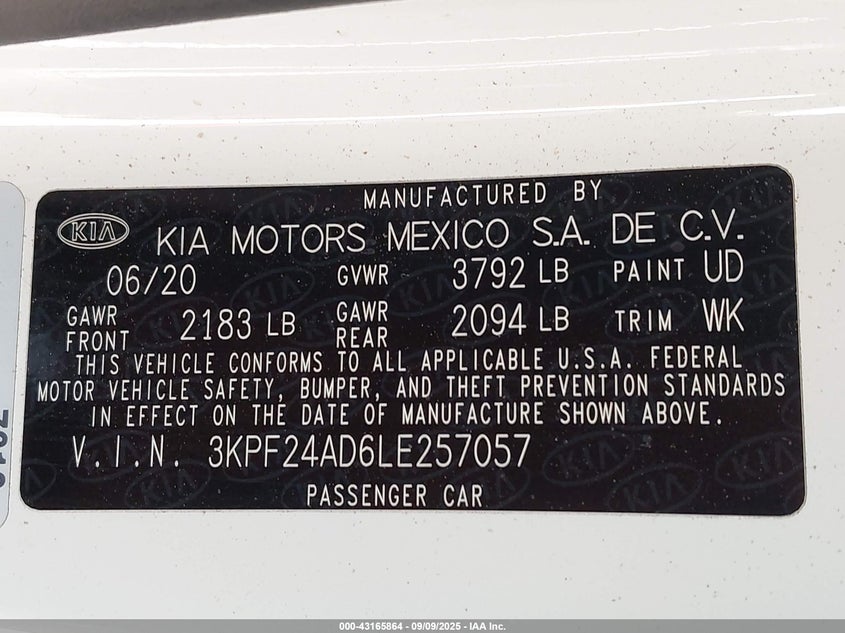 MANUFACTURED BY
KIA KIA MOTORS MEXICO S.A. DE C.V.
06/20 GVWR 3792 LB PAINT UD
GAWR FRONT 2183 LB GAWR REAR 2094 LB TRIM WK
THIS VEHICLE CONFORMS TO ALL APPLICABLE U.S.A. FEDERAL
MOTOR VEHICLE SAFETY, BUMPER, AND THEFT PREVENTION STANDARDS
IN EFFECT ON THE DATE OF MANUFACTURE SHOWN ABOVE.
V.I.N. 3KPF24AD6LE257057
PASSENGER CAR
000-43165864 - 09/09/2025 - IAA Inc.